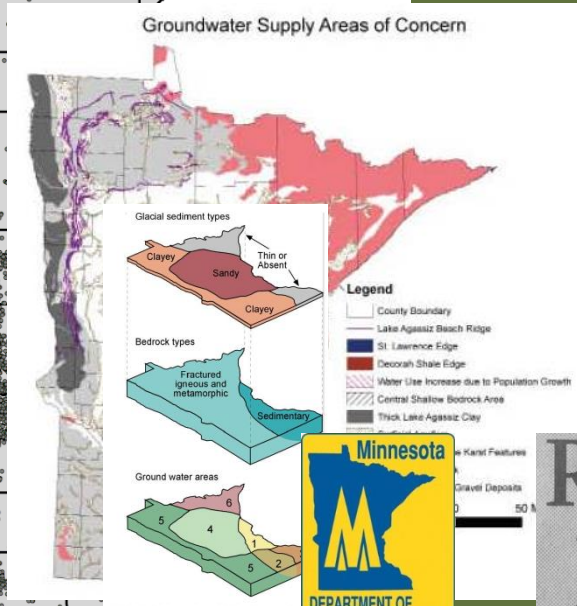 Groundwater Supply Areas of Concern
Glacial sediment types
Thin or
Absent
Clayey
Sandy
Clayey
Bedrock types
Fractured
igneous and
metamorphic
Sedimentary
Ground water areas
6
5
4
1
5
2
Legend
County Boundary
Lake Agassiz Beach Ridge
St. Lawrence Edge
Decorah Shale Edge
Water Use Increase due to Population Growth
Central Shallow Bedrock Area
Thick Lake Agassiz Clay
Karst Features
Gravel Deposits
0 50 M
Minnesota
DEPARTMENT OF
R